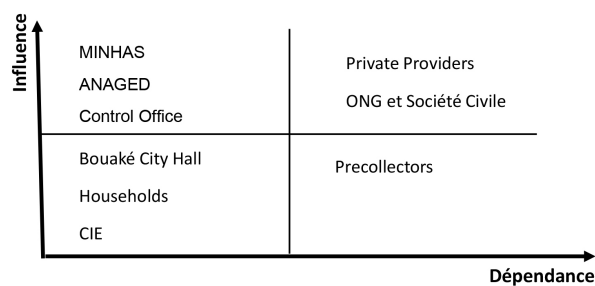 Influence
MINHAS
ANAGED
Control Office
Private Providers
ONG et Société Civile
Bouaké City Hall
Households
CIE
Precollectors
Dépendance